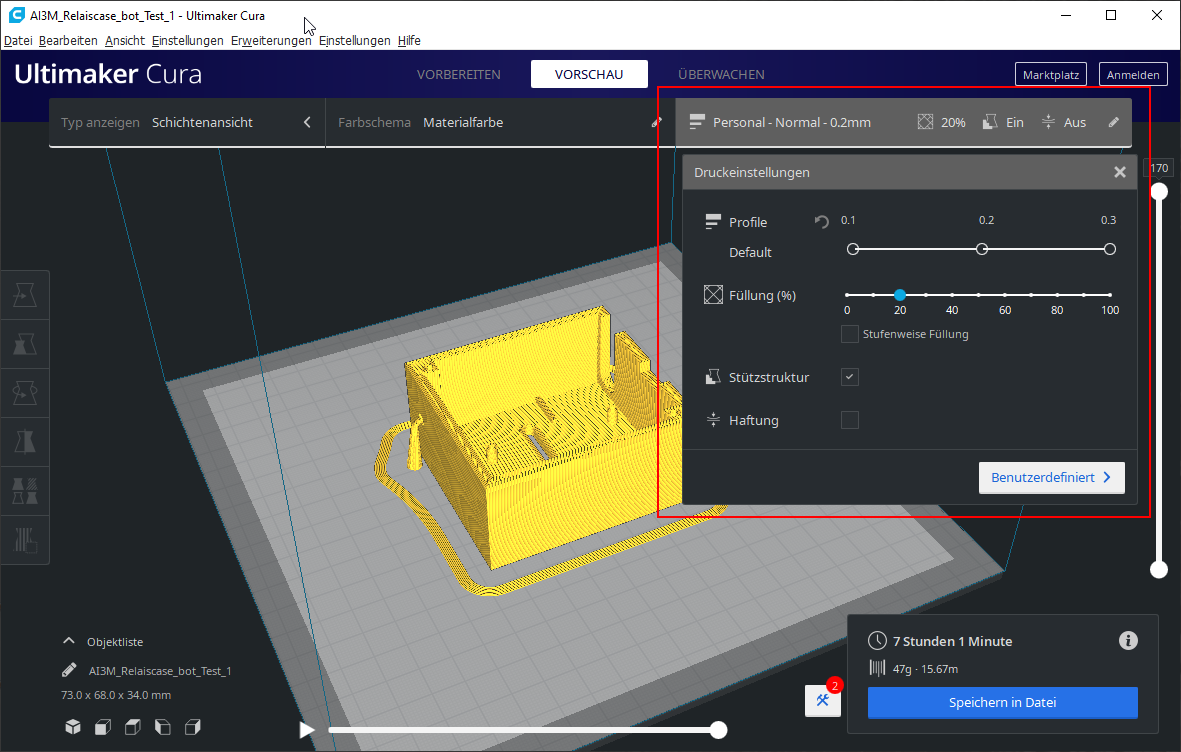 AI3M_Relaiscase_bot_Test_1 - Ultimaker Cura
Datei Bearbeiten Ansicht Einstellungen Erweiterungen Einstellungen Hilfe
Ultimaker Cura
VORBEREITEN
VORSCHAU
ÜBERWACHEN
Marktplatz
Anmelden
Typ anzeigen Schichtenansicht
Farbschema Materialfarbe
Personal - Normal - 0.2mm
20%
Ein
Aus
Druckeinstellungen
170
Profile
0.1 0.2 0.3
Default
Füllung (%)
0 20 40 60 80 100
Stufenweise Füllung
Stützstruktur
Haftung
Benutzerdefiniert
Objektliste
AI3M_Relaiscase_bot_Test_1
73.0 x 68.0 x 34.0 mm
2
7 Stunden 1 Minute
47g · 15.67m
Speichern in Datei